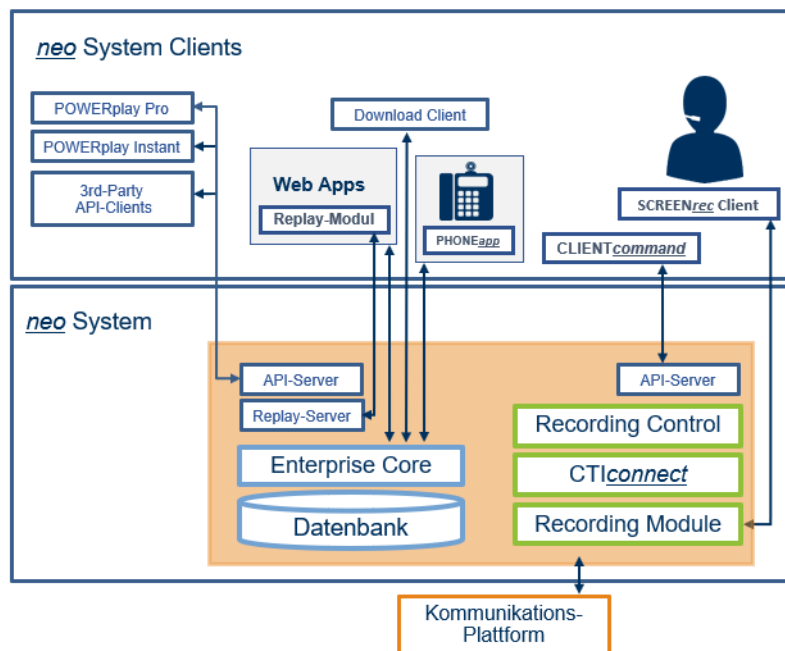 neo System Clients
POWERplay Pro
POWERplay Instant
3rd-Party
API-Clients
Download Client
Web Apps
Replay-Modul
PHONEapp
SCREENrec Client
CLIENTcommand
neo System
API-Server
Replay-Server
Enterprise Core
Datenbank
API-Server
Recording Control
CTIconnect
Recording Module
Kommunikations-
Plattform